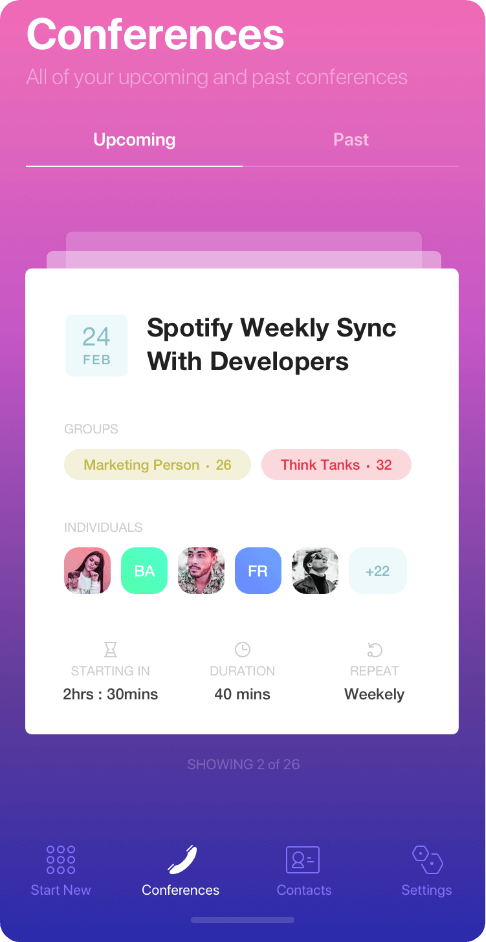 Conferences
All of your upcoming and past conferences
Upcoming
Past
24
FEB
Spotify Weekly Sync
With Developers
GROUPS
Marketing Person · 26
Think Tanks · 32
INDIVIDUALS
BA
FR
+22
STARTING IN
DURATION
REPEAT
2hrs : 30mins
40 mins
Weekely
SHOWING 2 of 26
Start New
Conferences
Contacts
Settings